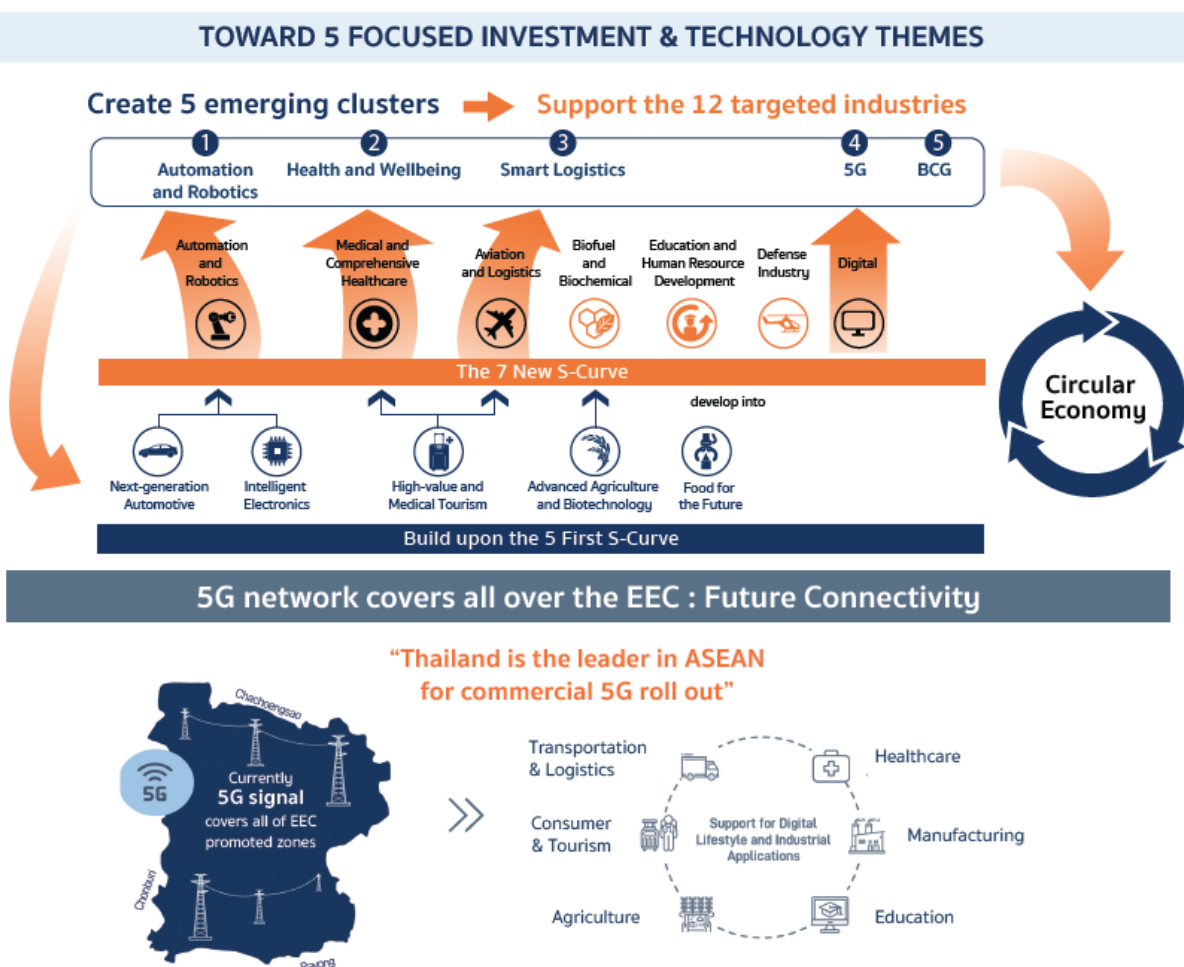 TOWARD 5 FOCUSED INVESTMENT & TECHNOLOGY THEMES
Create 5 emerging clusters
Support the 12 targeted industries
1
Automation
and Robotics
2
Health and Wellbeing
3
Smart Logistics
4
5G
5
BCG
Automation
and
Robotics
Medical and
Comprehensive
Healthcare
Aviation
and Logistics
Biofuel
and
Biochemical
Education and
Human Resource
Development
Defense
Industry
Digital
The 7 New S-Curve
Circular
Economy
develop into
Next-generation
Automotive
Intelligent
Electronics
High-value and
Medical Tourism
Advanced Agriculture
and Biotechnology
Food for
the Future
Build upon the 5 First S-Curve
5G network covers all over the EEC : Future Connectivity
“Thailand is the leader in ASEAN
for commercial 5G roll out”
Chachoengsao
5G
Currently
5G signal
covers all of EEC
promoted zones
Chonburi
Transportation
& Logistics
Healthcare
Consumer
& Tourism
Support for Digital
Lifestyle and Industrial
Applications
Manufacturing
Agriculture
Education